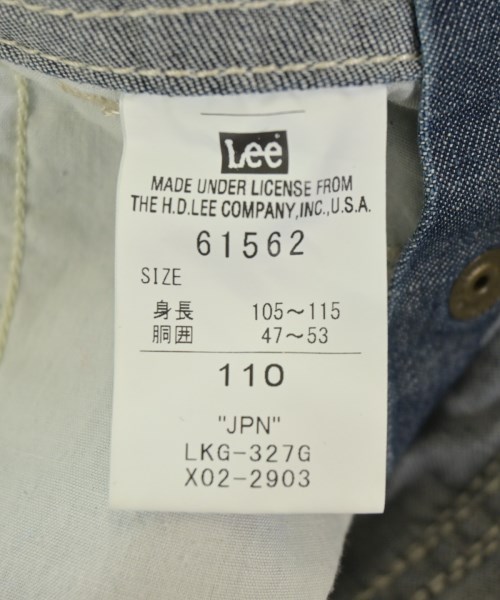 Lee
MADE UNDER LICENSE FROM
THE H.D.LEE COMPANY,INC.,U.S.A.
61562
SIZE
身長 105〜115
胴囲 47〜53
110
"JPN"
LKG-327G
X02-2903